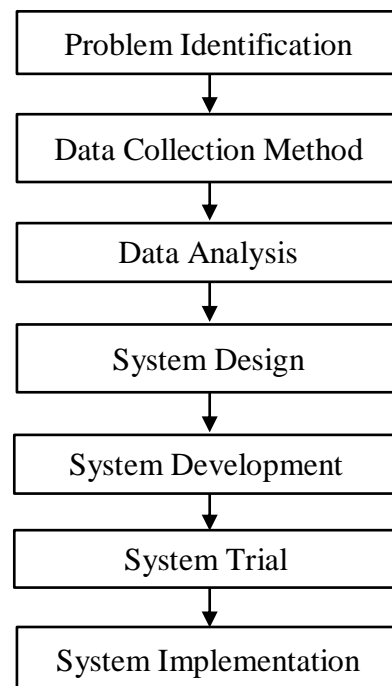 Problem Identification
Data Collection Method
Data Analysis
System Design
System Development
System Trial
System Implementation